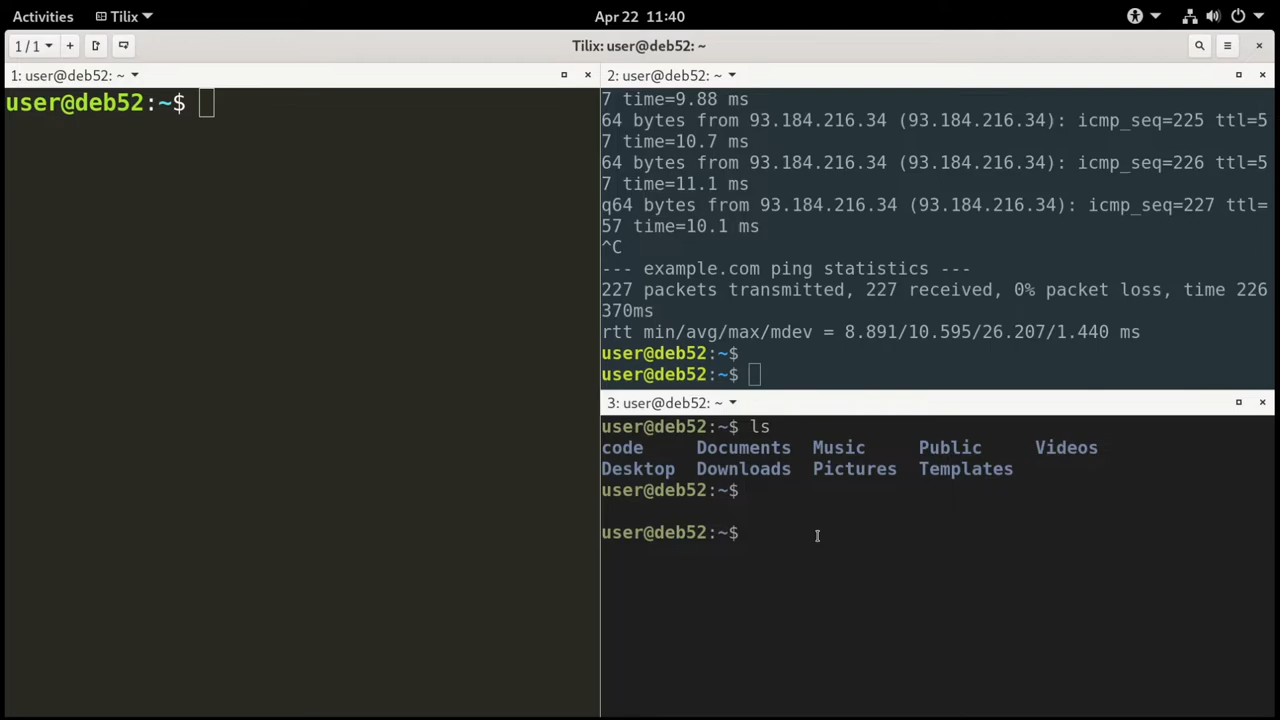 Activities Tilix Apr 22 11:40
1 / 1 + Tilix: user@deb52: ~
1: user@deb52: ~
user@deb52:~$
2: user@deb52: ~
7 time=9.88 ms
64 bytes from 93.184.216.34 (93.184.216.34): icmp_seq=225 ttl=5
7 time=10.7 ms
64 bytes from 93.184.216.34 (93.184.216.34): icmp_seq=226 ttl=5
7 time=11.1 ms
q64 bytes from 93.184.216.34 (93.184.216.34): icmp_seq=227 ttl=
57 time=10.1 ms
^C
--- example.com ping statistics ---
227 packets transmitted, 227 received, 0% packet loss, time 226
370ms
rtt min/avg/max/mdev = 8.891/10.595/26.207/1.440 ms
user@deb52:~$
user@deb52:~$
3: user@deb52: ~
user@deb52:~$ ls
code Documents Music Public Videos
Desktop Downloads Pictures Templates
user@deb52:~$
user@deb52:~$